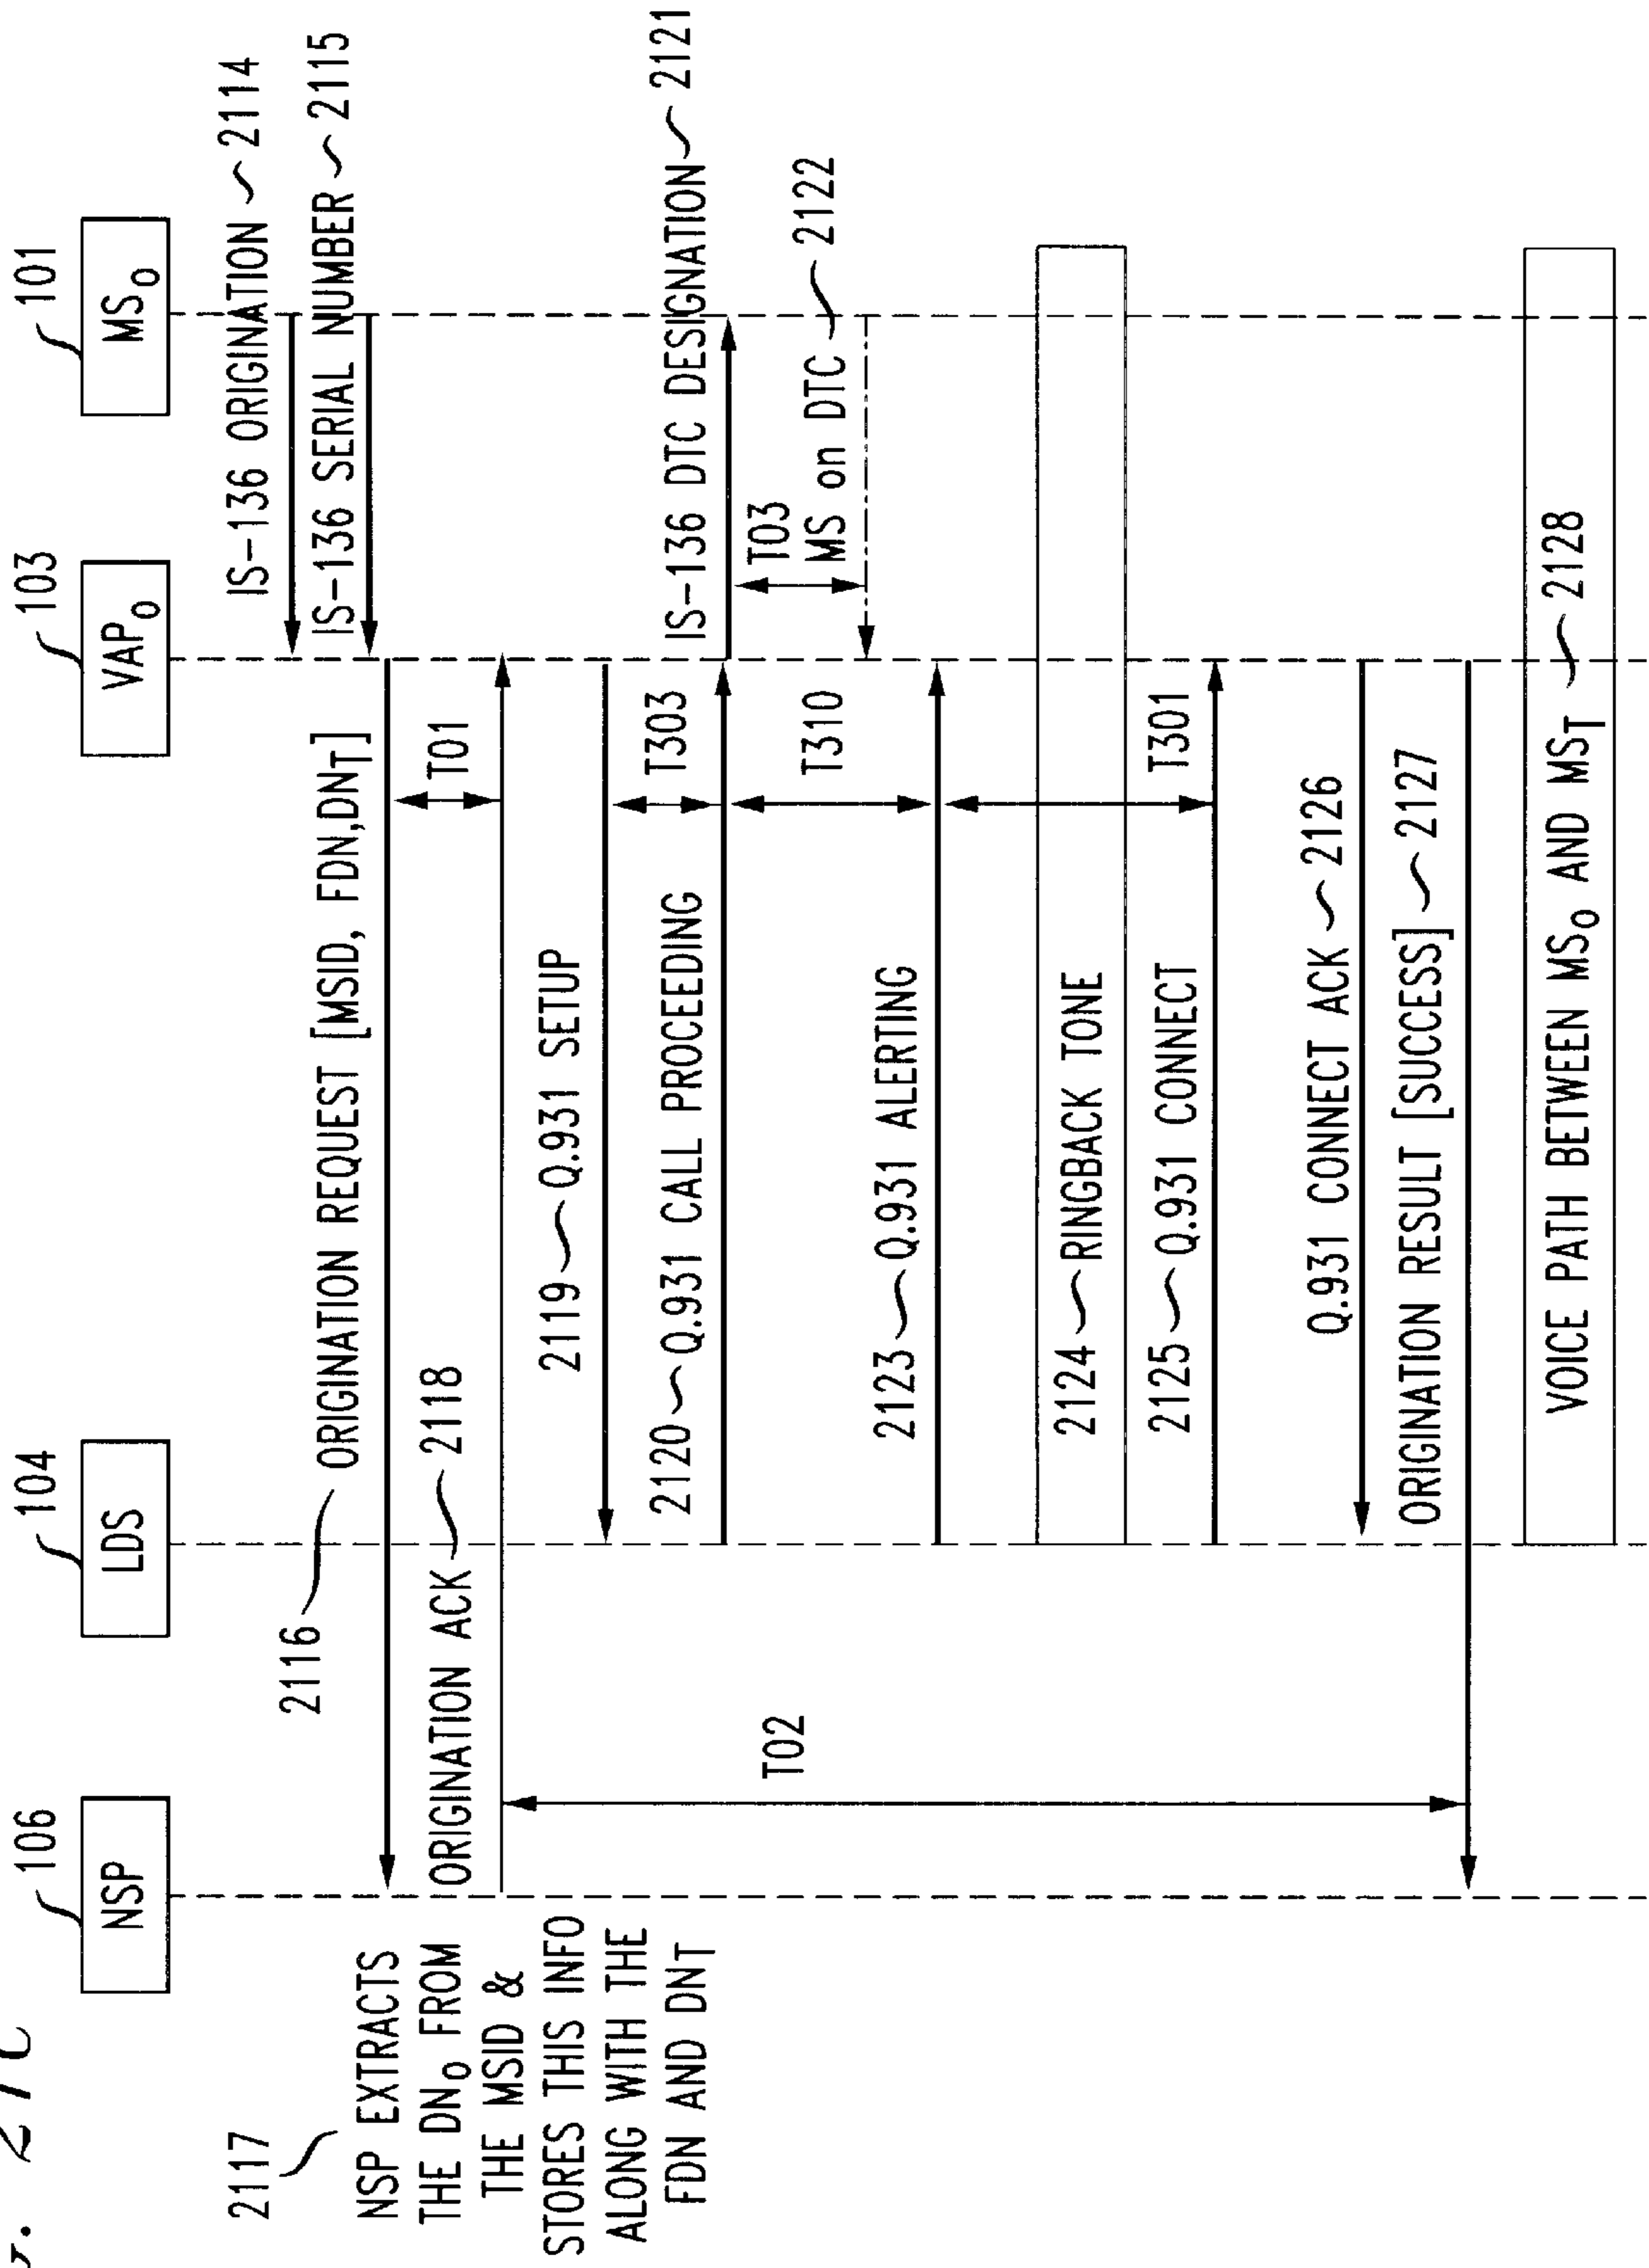 G. 21C
106
104
103
101
NSP
LDS
VAPO
MSO
IS-136 ORIGINATION 2114
IS-136 SERIAL NUMBER 2115
2116 ORIGINATION REQUEST [MSID, FDN,DNT]
2117
NSP EXTRACTS
THE DNO FROM
THE MSID &
STORES THIS INFO
ALONG WITH THE
FDN AND DNT
T01
ORIGINATION ACK 2118
2119 Q.931 SETUP
T303
2120 Q.931 CALL PROCEEDING
IS-136 DTC DESIGNATION 2121
T03
MS on DTC 2122
T310
T02
2123 Q.931 ALERTING
2124 RINGBACK TONE
T301
2125 Q.931 CONNECT
Q.931 CONNECT ACK 2126
ORIGINATION RESULT [SUCCESS] 2127
VOICE PATH BETWEEN MSO AND MST 2128